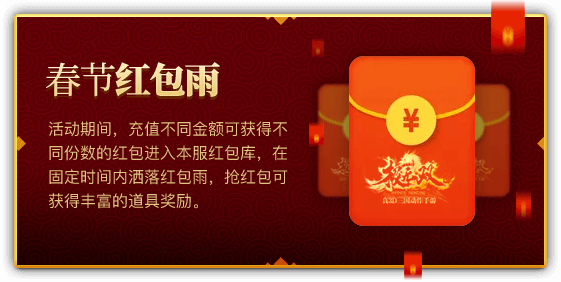 春节红包雨
活动期间，充值不同金额可获得不
同份数的红包进入本服红包库，在
固定时间内洒落红包雨，抢红包可
获得丰富的道具奖励。
¥